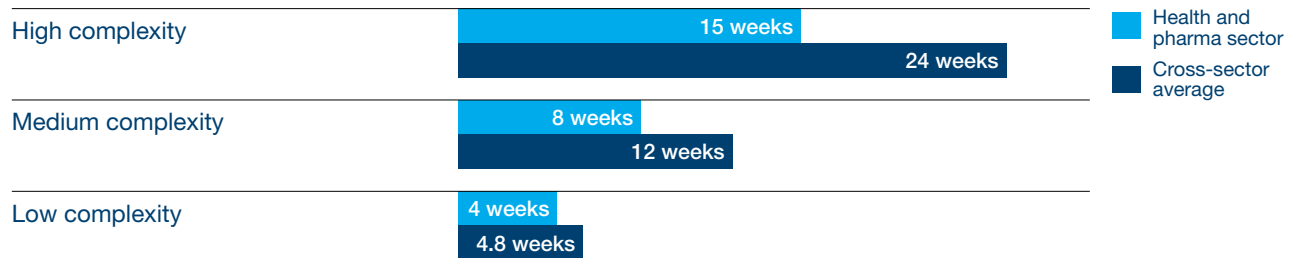 High complexity
15 weeks
24 weeks
Health and
pharma sector
Cross-sector
average
Medium complexity
8 weeks
12 weeks
Low complexity
4 weeks
4.8 weeks